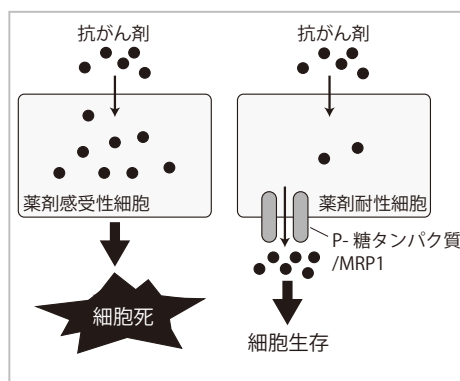 抗がん剤
抗がん剤
薬剤感受性細胞
薬剤耐性細胞
P- 糖タンパク質
/MRP1
細胞死
細胞生存